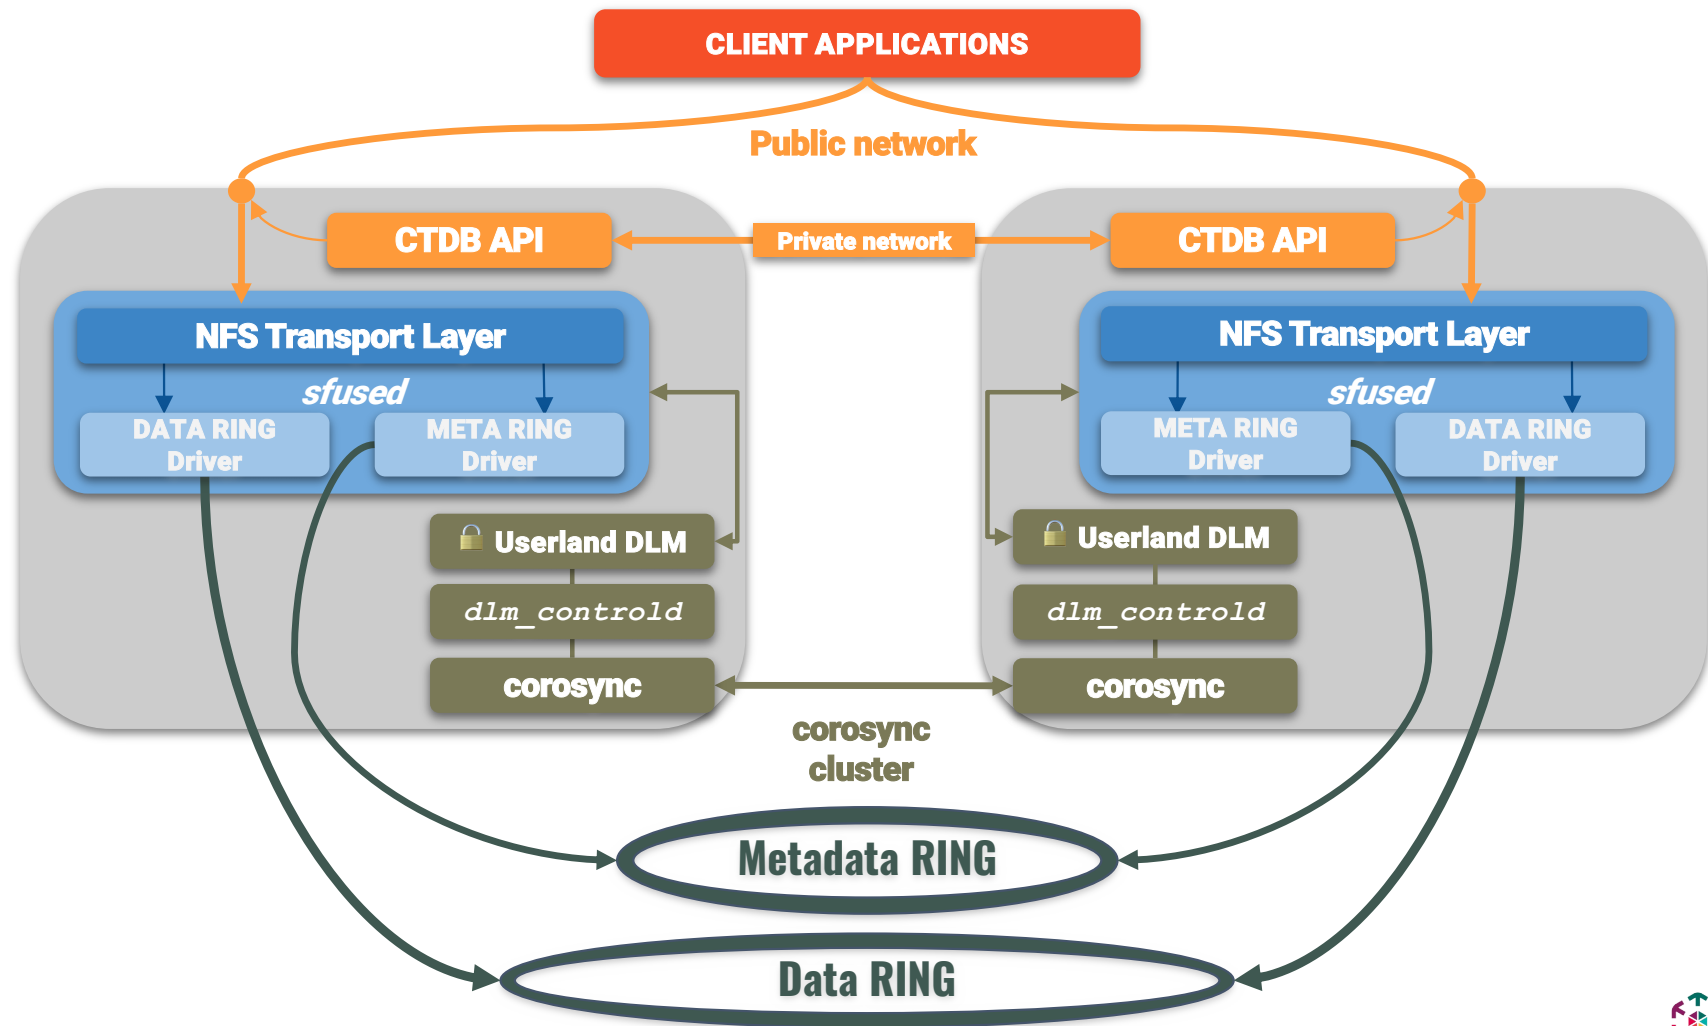 CLIENT APPLICATIONS
Public network
CTDB API
Private network
CTDB API
NFS Transport Layer
sfused
DATA RING
Driver
META RING
Driver
NFS Transport Layer
sfused
META RING
Driver
DATA RING
Driver
Userland DLM
dlm_controld
corosync
Userland DLM
dlm_controld
corosync
corosync
cluster
Metadata RING
Data RING